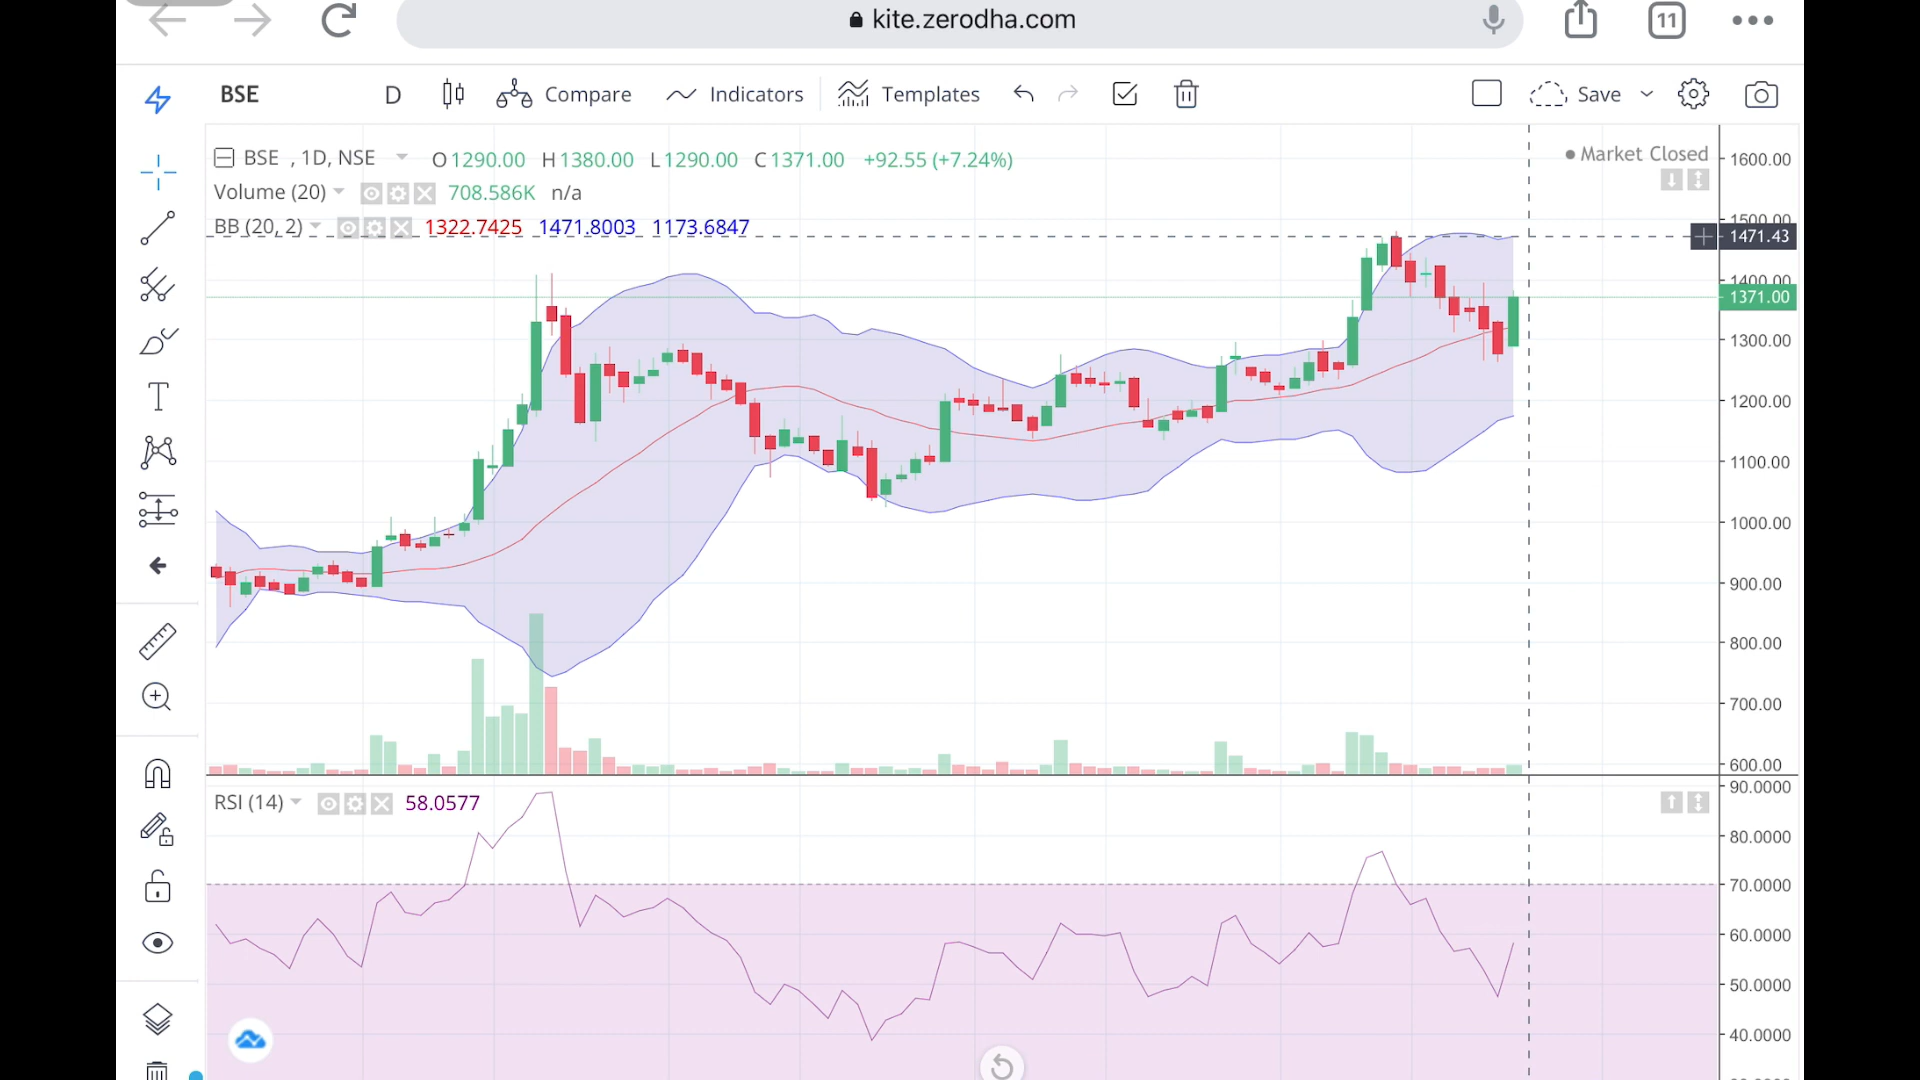 kite.zerodha.com
11
BSE D Compare Indicators Templates Save
BSE , 1D, NSE O 1290.00 H 1380.00 L 1290.00 C 1371.00 +92.55 (+7.24%)
Market Closed
Volume (20) 708.586K n/a
BB (20, 2) 1322.7425 1471.8003 1173.6847
1600.00
1500.00
1471.43
1400.00
1371.00
1300.00
1200.00
1100.00
1000.00
900.00
800.00
700.00
600.00
RSI (14) 58.0577
90.0000
80.0000
70.0000
60.0000
50.0000
40.0000